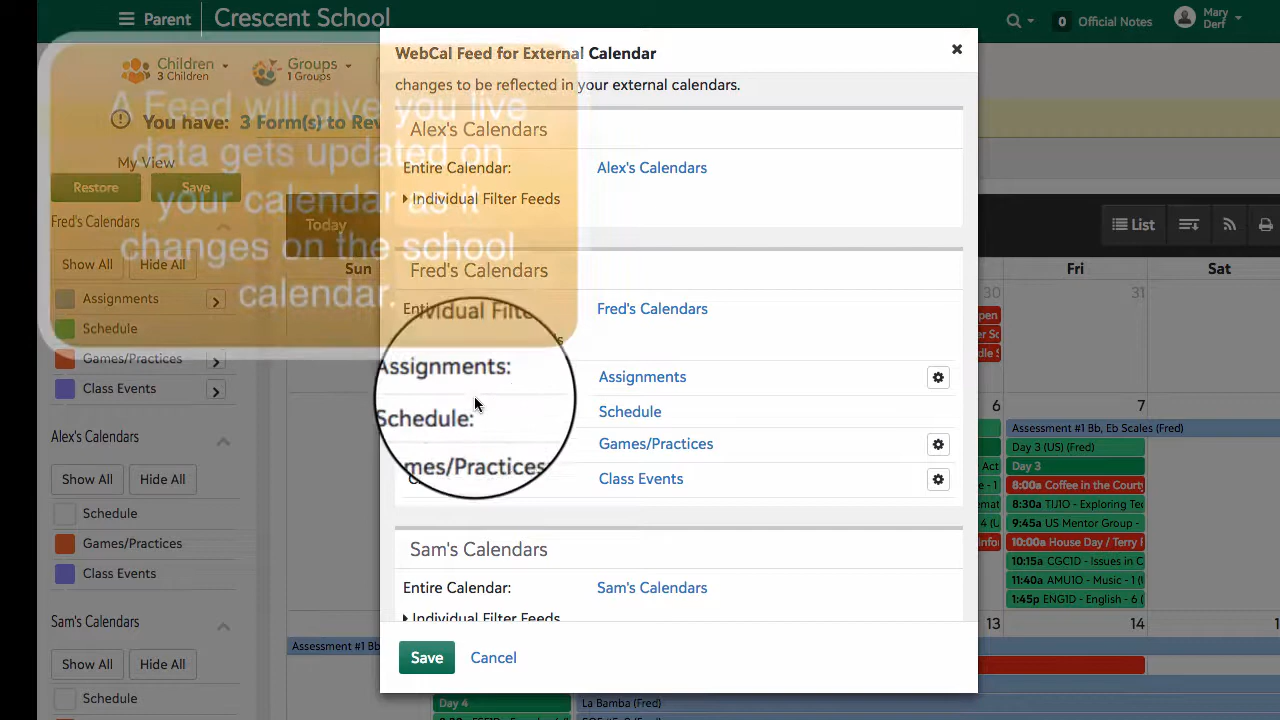 Parent
Crescent School
0 Official Notes
Mary
Derf
Children
3 Children
Groups
1 Groups
You have: 3 Form(s) to Rev
My View
Restore
Save
Fred's Calendars
Show All
Hide All
Assignments
Schedule
Games/Practices
Class Events
Alex's Calendars
Show All
Hide All
Schedule
Games/Practices
Class Events
Sam's Calendars
Show All
Hide All
Schedule
A Feed will give you live
data gets updated on
your calendar as it
changes on the school
calendar.
WebCal Feed for External Calendar
changes to be reflected in your external calendars.
Alex's Calendars
Entire Calendar: Alex's Calendars
Individual Filter Feeds
Fred's Calendars
Fred's Calendars
Assignments: Assignments
Schedule: Schedule
mes/Practices Games/Practices
Class Events
Sam's Calendars
Entire Calendar: Sam's Calendars
Individual Filter Feeds
Save
Cancel
Today
List
Sun
Fri
Sat
30
31
6
7
Assessment #1 Bb, Eb Scales (Fred)
Day 3 (US) (Fred)
Day 3
8:00a Coffee in the Courty
8:30a TIJ1O - Exploring Tec
9:45a US Mentor Group -
10:00a House Day / Terry F
10:15a CGC1D - Issues in C
11:40a AMU1O - Music - 1 (
1:45p ENG1D - English - 6 (
13
14
Assessment #1 Bb
Day 4
La Bamba (Fred)